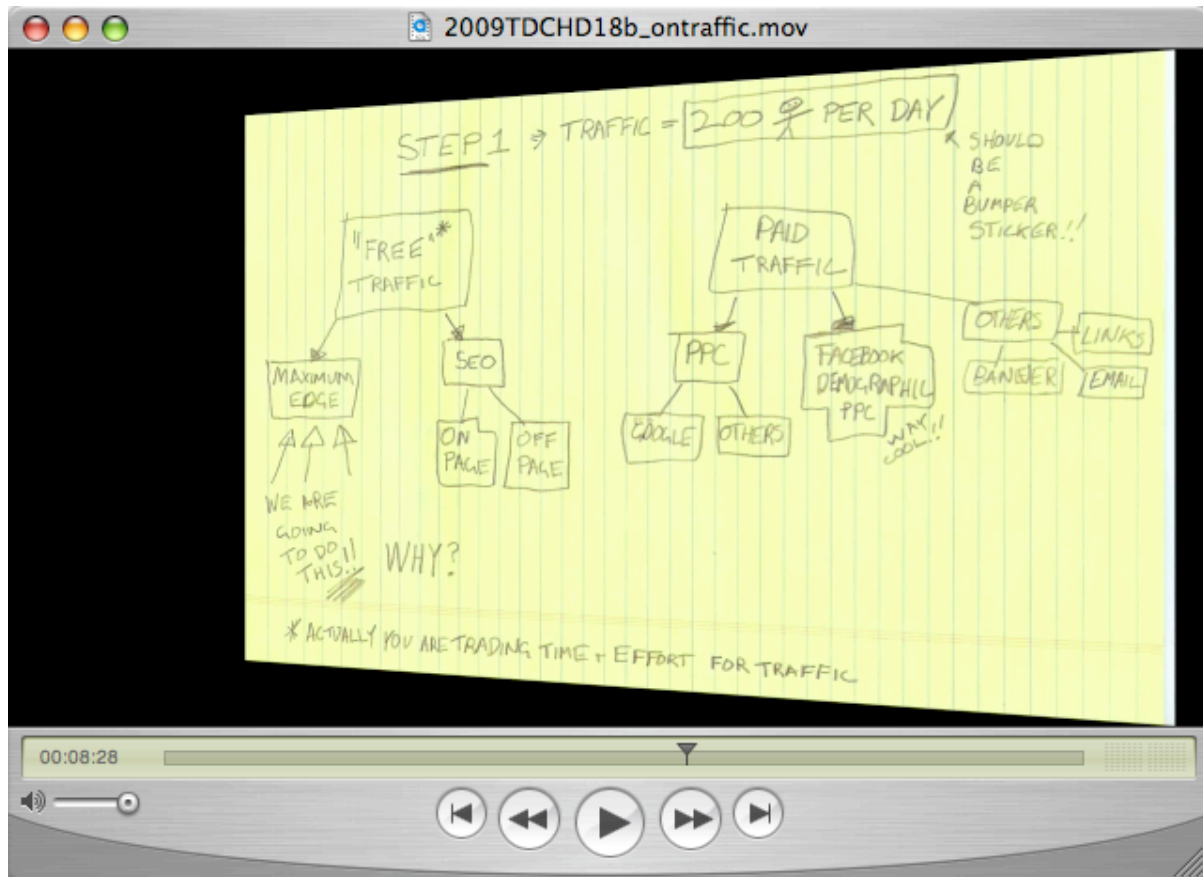 2009TDCHD18b_ontraffic.mov
STEP 1 ⇒ TRAFFIC = 200 PER DAY
SHOULD
BE
A
BUMPER
STICKER!!
"FREE"*
TRAFFIC
MAXIMUM
EDGE
WE ARE
GOING
TO DO
THIS!!
SEO
ON
PAGE
OFF
PAGE
WHY?
PAID
TRAFFIC
PPC
GOOGLE
OTHERS
FACEBOOK
DEMOGRAPHIC
PPC
WAY
COOL!!
OTHERS
LINKS
BANNER
EMAIL
* ACTUALLY YOU ARE TRADING TIME + EFFORT FOR TRAFFIC
00:08:28